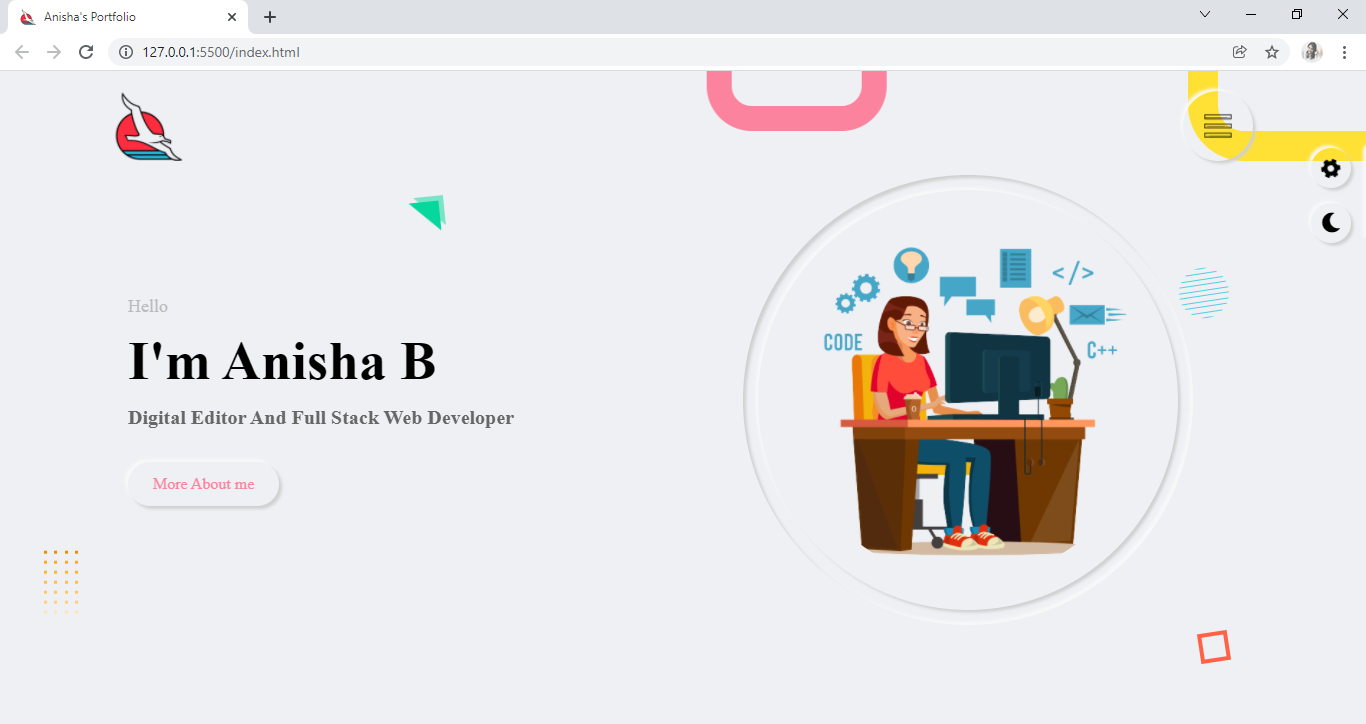 Anisha's Portfolio
127.0.0.1:5500/index.html
Hello
I'm Anisha B
Digital Editor And Full Stack Web Developer
More About me
</>
CODE
C++